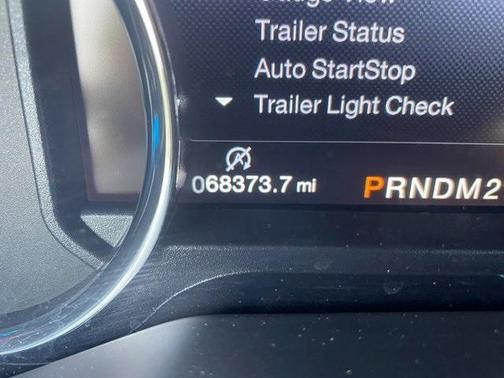 Trailer Status
Auto StartStop
Trailer Light Check
A
068373.7 mi
PRNDM2